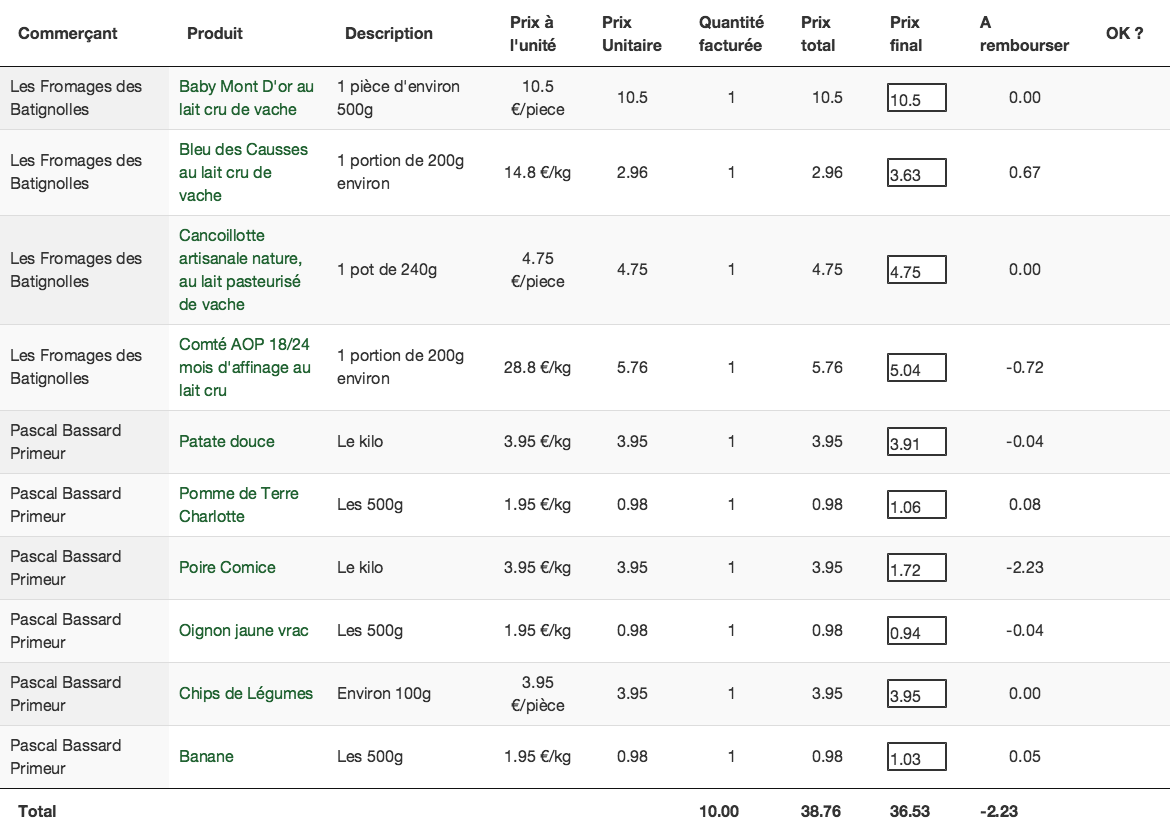 Commerçant Produit Description Prix à l'unité Prix Unitaire Quantité facturée Prix total Prix final A rembourser OK ?
Les Fromages des Batignolles Baby Mont D'or au lait cru de vache 1 pièce d'environ 500g 10.5 €/piece 10.5 1 10.5 10.5 0.00
Les Fromages des Batignolles Bleu des Causses au lait cru de vache 1 portion de 200g environ 14.8 €/kg 2.96 1 2.96 3.63 0.67
Les Fromages des Batignolles Cancoillotte artisanale nature, au lait pasteurisé de vache 1 pot de 240g 4.75 €/piece 4.75 1 4.75 4.75 0.00
Les Fromages des Batignolles Comté AOP 18/24 mois d'affinage au lait cru 1 portion de 200g environ 28.8 €/kg 5.76 1 5.76 5.04 -0.72
Pascal Bassard Primeur Patate douce Le kilo 3.95 €/kg 3.95 1 3.95 3.91 -0.04
Pascal Bassard Primeur Pomme de Terre Charlotte Les 500g 1.95 €/kg 0.98 1 0.98 1.06 0.08
Pascal Bassard Primeur Poire Comice Le kilo 3.95 €/kg 3.95 1 3.95 1.72 -2.23
Pascal Bassard Primeur Oignon jaune vrac Les 500g 1.95 €/kg 0.98 1 0.98 0.94 -0.04
Pascal Bassard Primeur Chips de Légumes Environ 100g 3.95 €/pièce 3.95 1 3.95 3.95 0.00
Pascal Bassard Primeur Banane Les 500g 1.95 €/kg 0.98 1 0.98 1.03 0.05
Total 10.00 38.76 36.53 -2.23